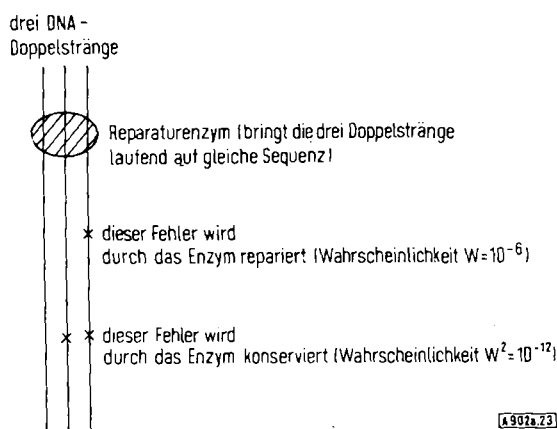 drei DNA-
Doppelstränge
Reparaturenzym (bringt die drei Doppelstränge
laufend auf gleiche Sequenz)
dieser Fehler wird
durch das Enzym repariert (Wahrscheinlichkeit W=10⁻⁶)
dieser Fehler wird
durch das Enzym konserviert (Wahrscheinlichkeit W²=10⁻¹²)
A902a.23